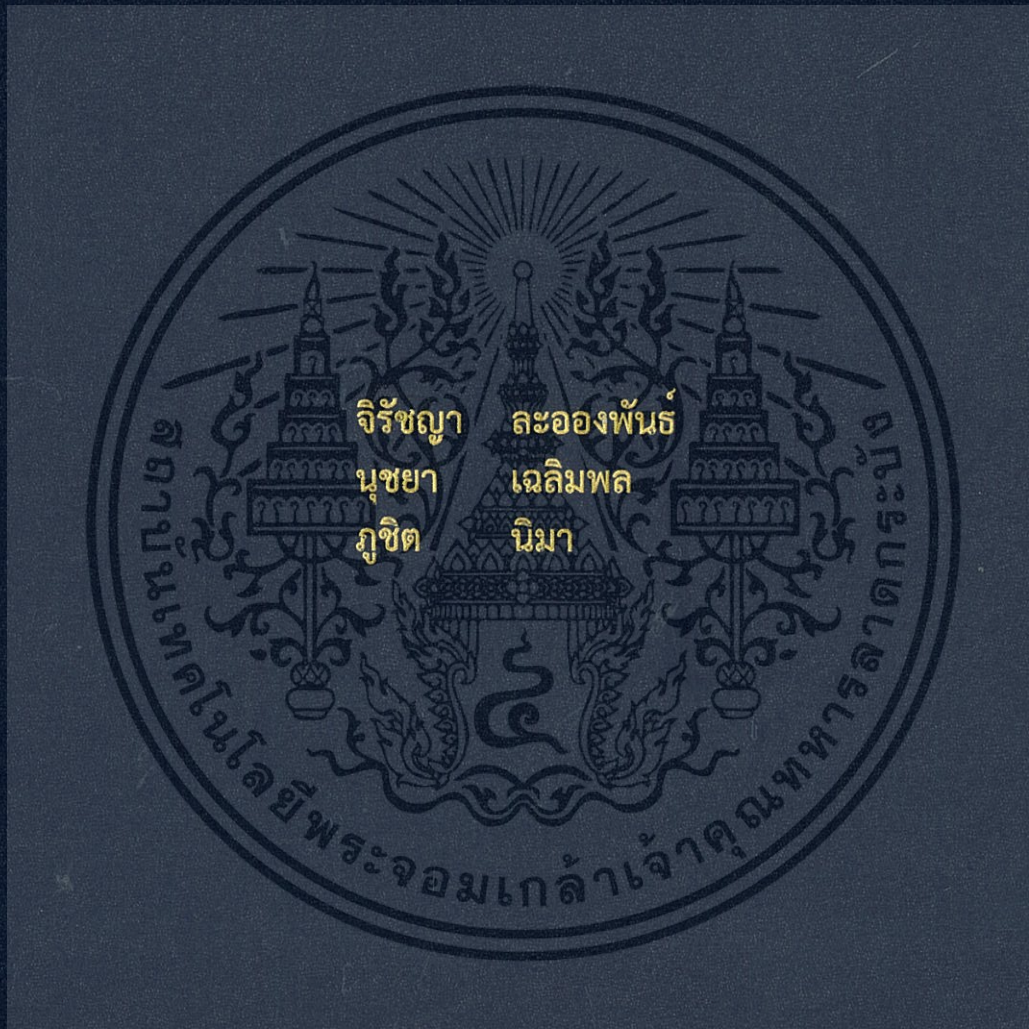 จิรัชญา ละอองพันธ์
นุชยา เฉลิมพล
ภูชิต นิมา
๔
สถาบันเทคโนโลยีพระจอมเกล้าเจ้าคุณทหารลาดกระบัง